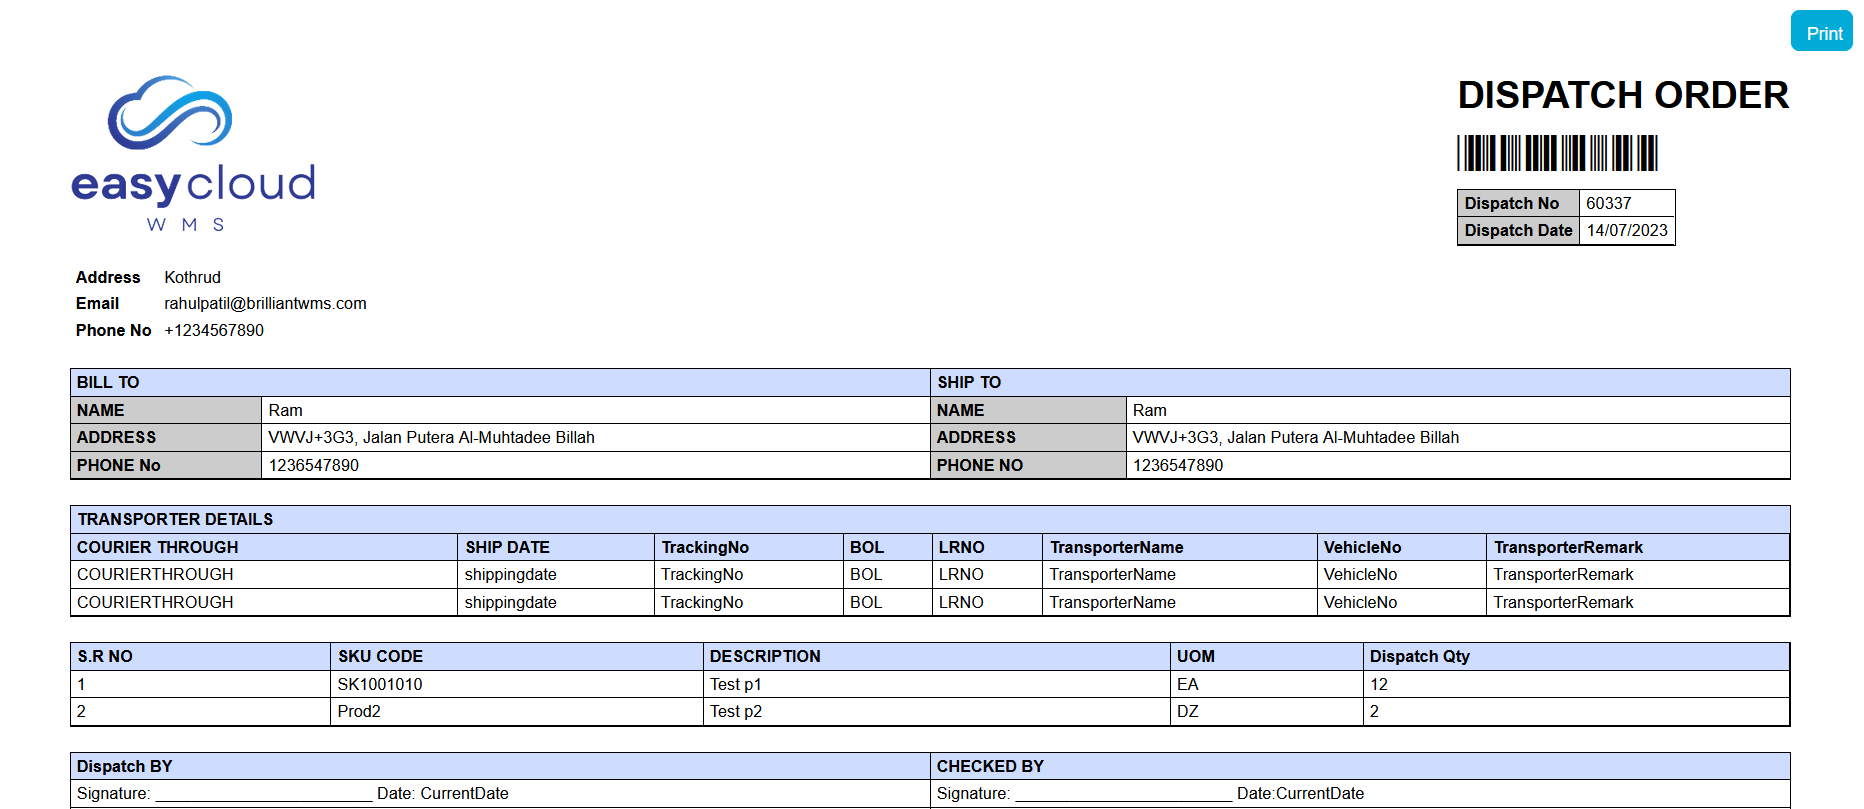 Print
easycloud
WMS
DISPATCH ORDER
Dispatch No 60337
Dispatch Date 14/07/2023
Address Kothrud
Email rahulpatil@brilliantwms.com
Phone No +1234567890
BILL TO SHIP TO
NAME Ram NAME Ram
ADDRESS VWVJ+3G3, Jalan Putera Al-Muhtadee Billah ADDRESS VWVJ+3G3, Jalan Putera Al-Muhtadee Billah
PHONE No 1236547890 PHONE NO 1236547890
TRANSPORTER DETAILS
COURIER THROUGH SHIP DATE TrackingNo BOL LRNO TransporterName VehicleNo TransporterRemark
COURIERTHROUGH shippingdate TrackingNo BOL LRNO TransporterName VehicleNo TransporterRemark
COURIERTHROUGH shippingdate TrackingNo BOL LRNO TransporterName VehicleNo TransporterRemark
S.R NO SKU CODE DESCRIPTION UOM Dispatch Qty
1 SK1001010 Test p1 EA 12
2 Prod2 Test p2 DZ 2
Dispatch BY CHECKED BY
Signature: ________________________ Date: CurrentDate Signature: ________________________ Date:CurrentDate